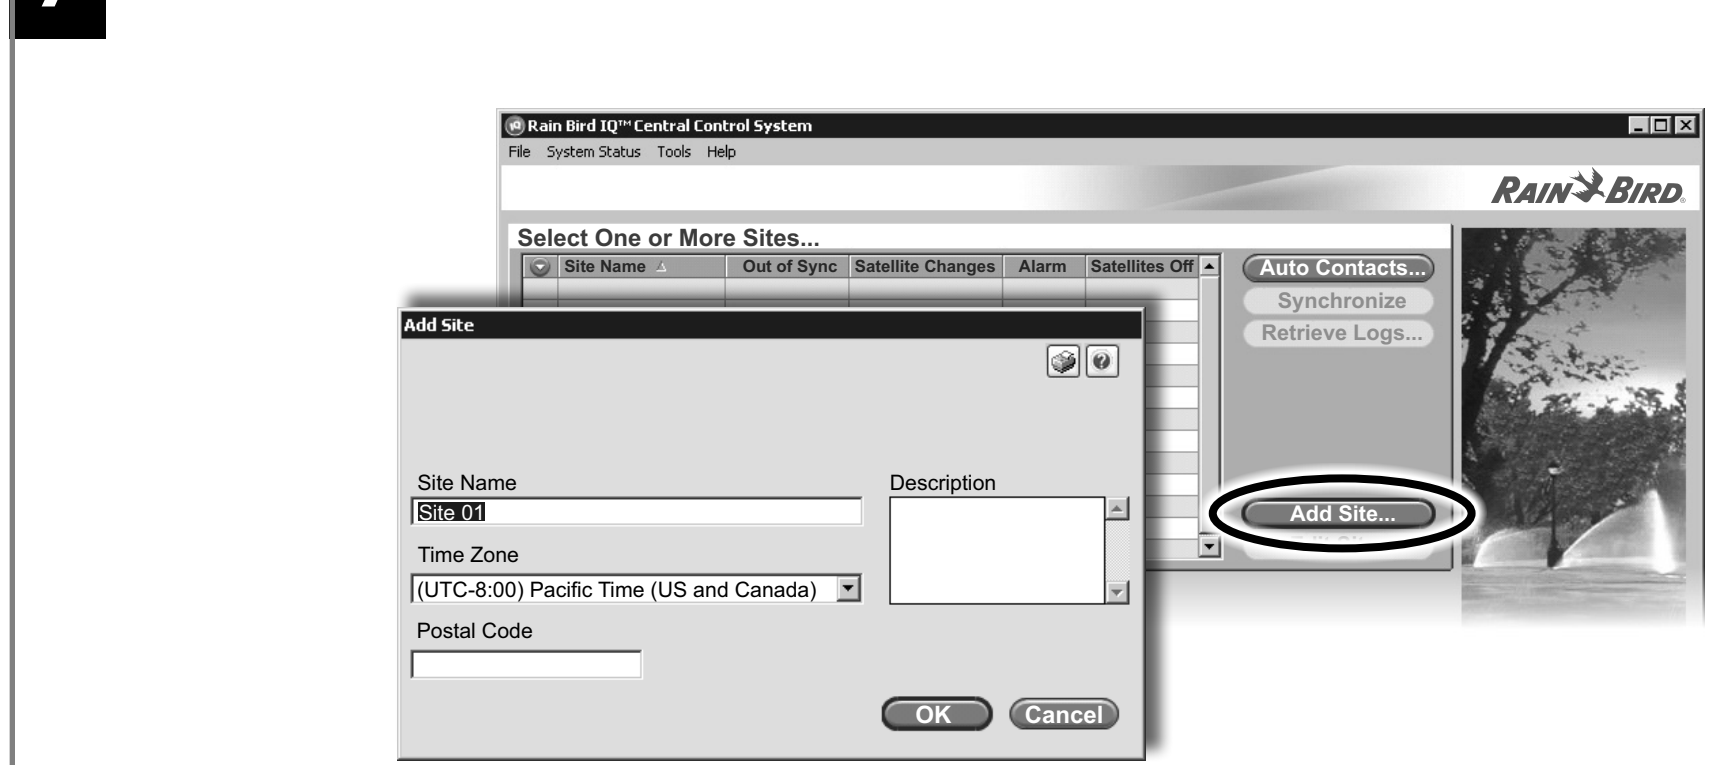 Rain Bird IQ™ Central Control System
File System Status Tools Help
RAIN BIRD®
Select One or More Sites...
Site Name Out of Sync Satellite Changes Alarm Satellites Off
Auto Contacts...
Synchronize
Retrieve Logs...
Add Site...
Add Site
Site Name
Site 01
Time Zone
(UTC-8:00) Pacific Time (US and Canada)
Postal Code
Description
OK Cancel